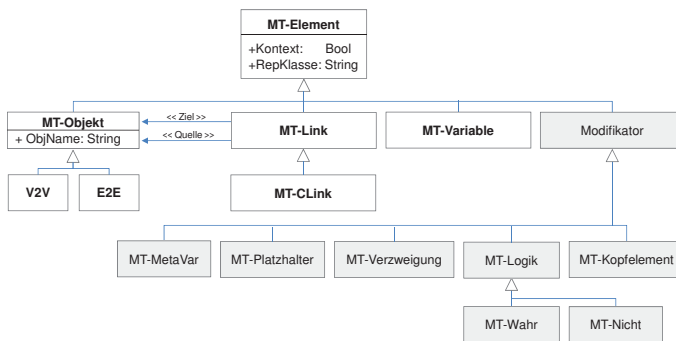 MT-Element
+Kontext: Bool
+RepKlasse: String
MT-Objekt
+ ObjName: String
<< Ziel >>
<< Quelle >>
MT-Link
MT-Variable
Modifikator
V2V
E2E
MT-CLink
MT-MetaVar
MT-Platzhalter
MT-Verzweigung
MT-Logik
MT-Kopfelement
MT-Wahr
MT-Nicht